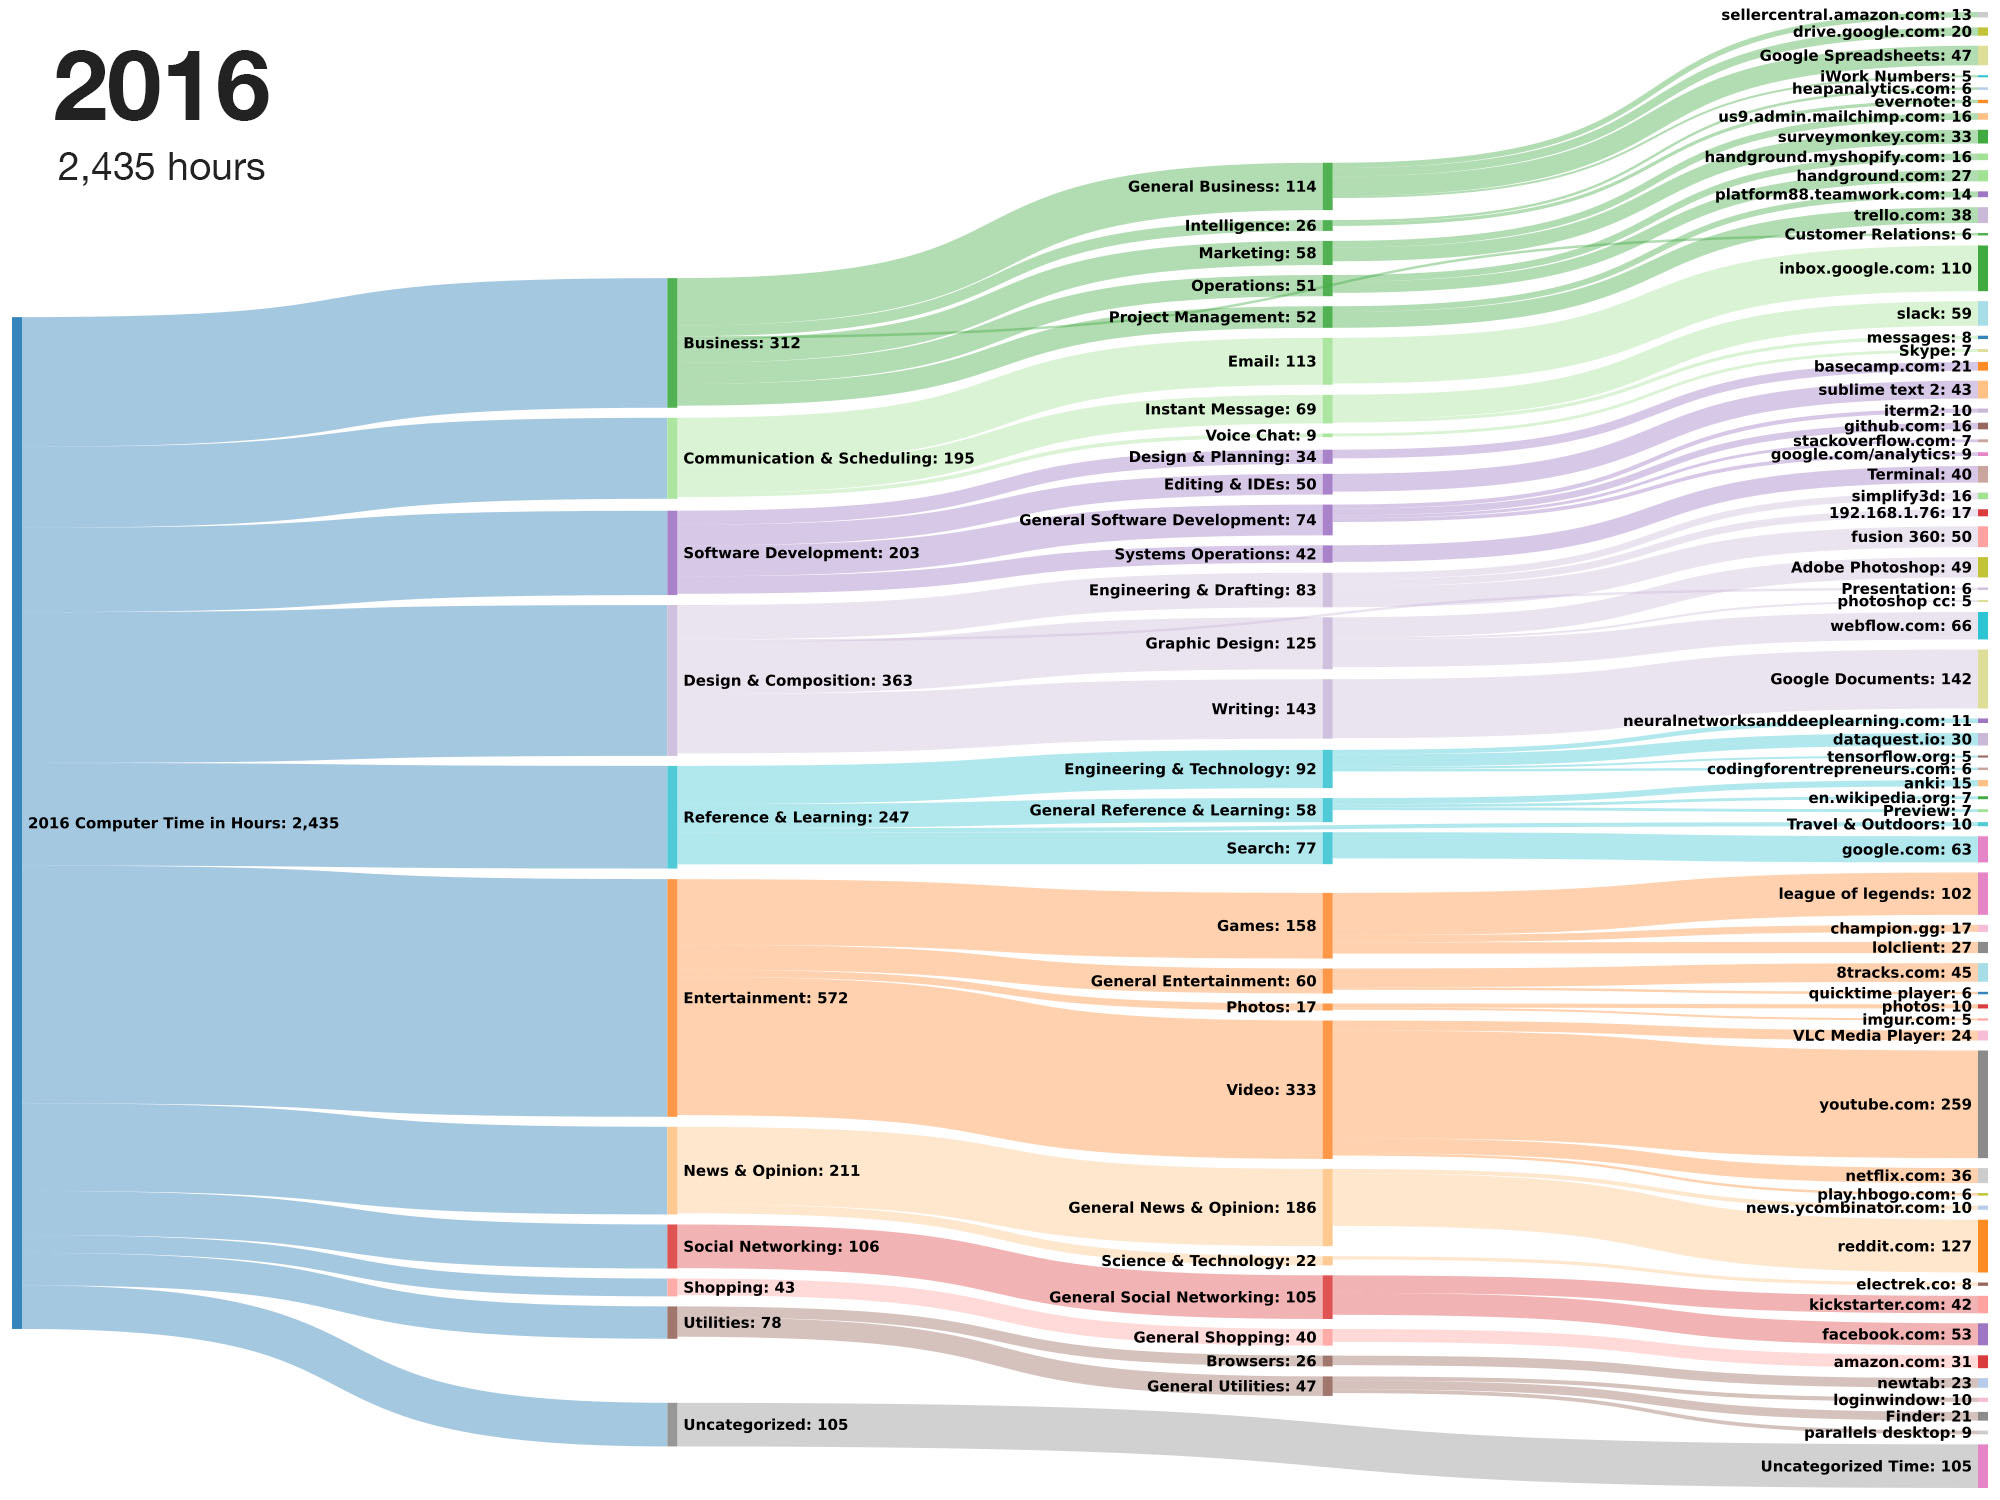 2016
2,435 hours
2016 Computer Time in Hours: 2,435
Business: 312
Communication & Scheduling: 195
Software Development: 203
Design & Composition: 363
Reference & Learning: 247
Entertainment: 572
News & Opinion: 211
Social Networking: 106
Shopping: 43
Utilities: 78
Uncategorized: 105
General Business: 114
Intelligence: 26
Marketing: 58
Operations: 51
Project Management: 52
Email: 113
Instant Message: 69
Voice Chat: 9
Design & Planning: 34
Editing & IDEs: 50
General Software Development: 74
Systems Operations: 42
Engineering & Drafting: 83
Graphic Design: 125
Writing: 143
Engineering & Technology: 92
General Reference & Learning: 58
Search: 77
Games: 158
General Entertainment: 60
Photos: 17
Video: 333
General News & Opinion: 186
Science & Technology: 22
General Social Networking: 105
General Shopping: 40
Browsers: 26
General Utilities: 47
sellercentral.amazon.com: 13
drive.google.com: 20
Google Spreadsheets: 47
iWork Numbers: 5
heapanalytics.com: 6
evernote: 8
us9.admin.mailchimp.com: 16
surveymonkey.com: 33
handground.myshopify.com: 16
handground.com: 27
platform88.teamwork.com: 14
trello.com: 38
Customer Relations: 6
inbox.google.com: 110
slack: 59
messages: 8
Skype: 7
basecamp.com: 21
sublime text 2: 43
iterm2: 10
github.com: 16
stackoverflow.com: 7
google.com/analytics: 9
Terminal: 40
simplify3d: 16
192.168.1.76: 17
fusion 360: 50
Adobe Photoshop: 49
Presentation: 6
photoshop cc: 5
webflow.com: 66
Google Documents: 142
neuralnetworksanddeeplearning.com: 11
dataquest.io: 30
tensorflow.org: 5
codingforentrepreneurs.com: 6
anki: 15
en.wikipedia.org: 7
Preview: 7
Travel & Outdoors: 10
google.com: 63
league of legends: 102
champion.gg: 17
lolclient: 27
8tracks.com: 45
quicktime player: 6
photos: 10
imgur.com: 5
VLC Media Player: 24
youtube.com: 259
netflix.com: 36
play.hbogo.com: 6
news.ycombinator.com: 10
reddit.com: 127
electrek.co: 8
kickstarter.com: 42
facebook.com: 53
amazon.com: 31
newtab: 23
loginwindow: 10
Finder: 21
parallels desktop: 9
Uncategorized Time: 105